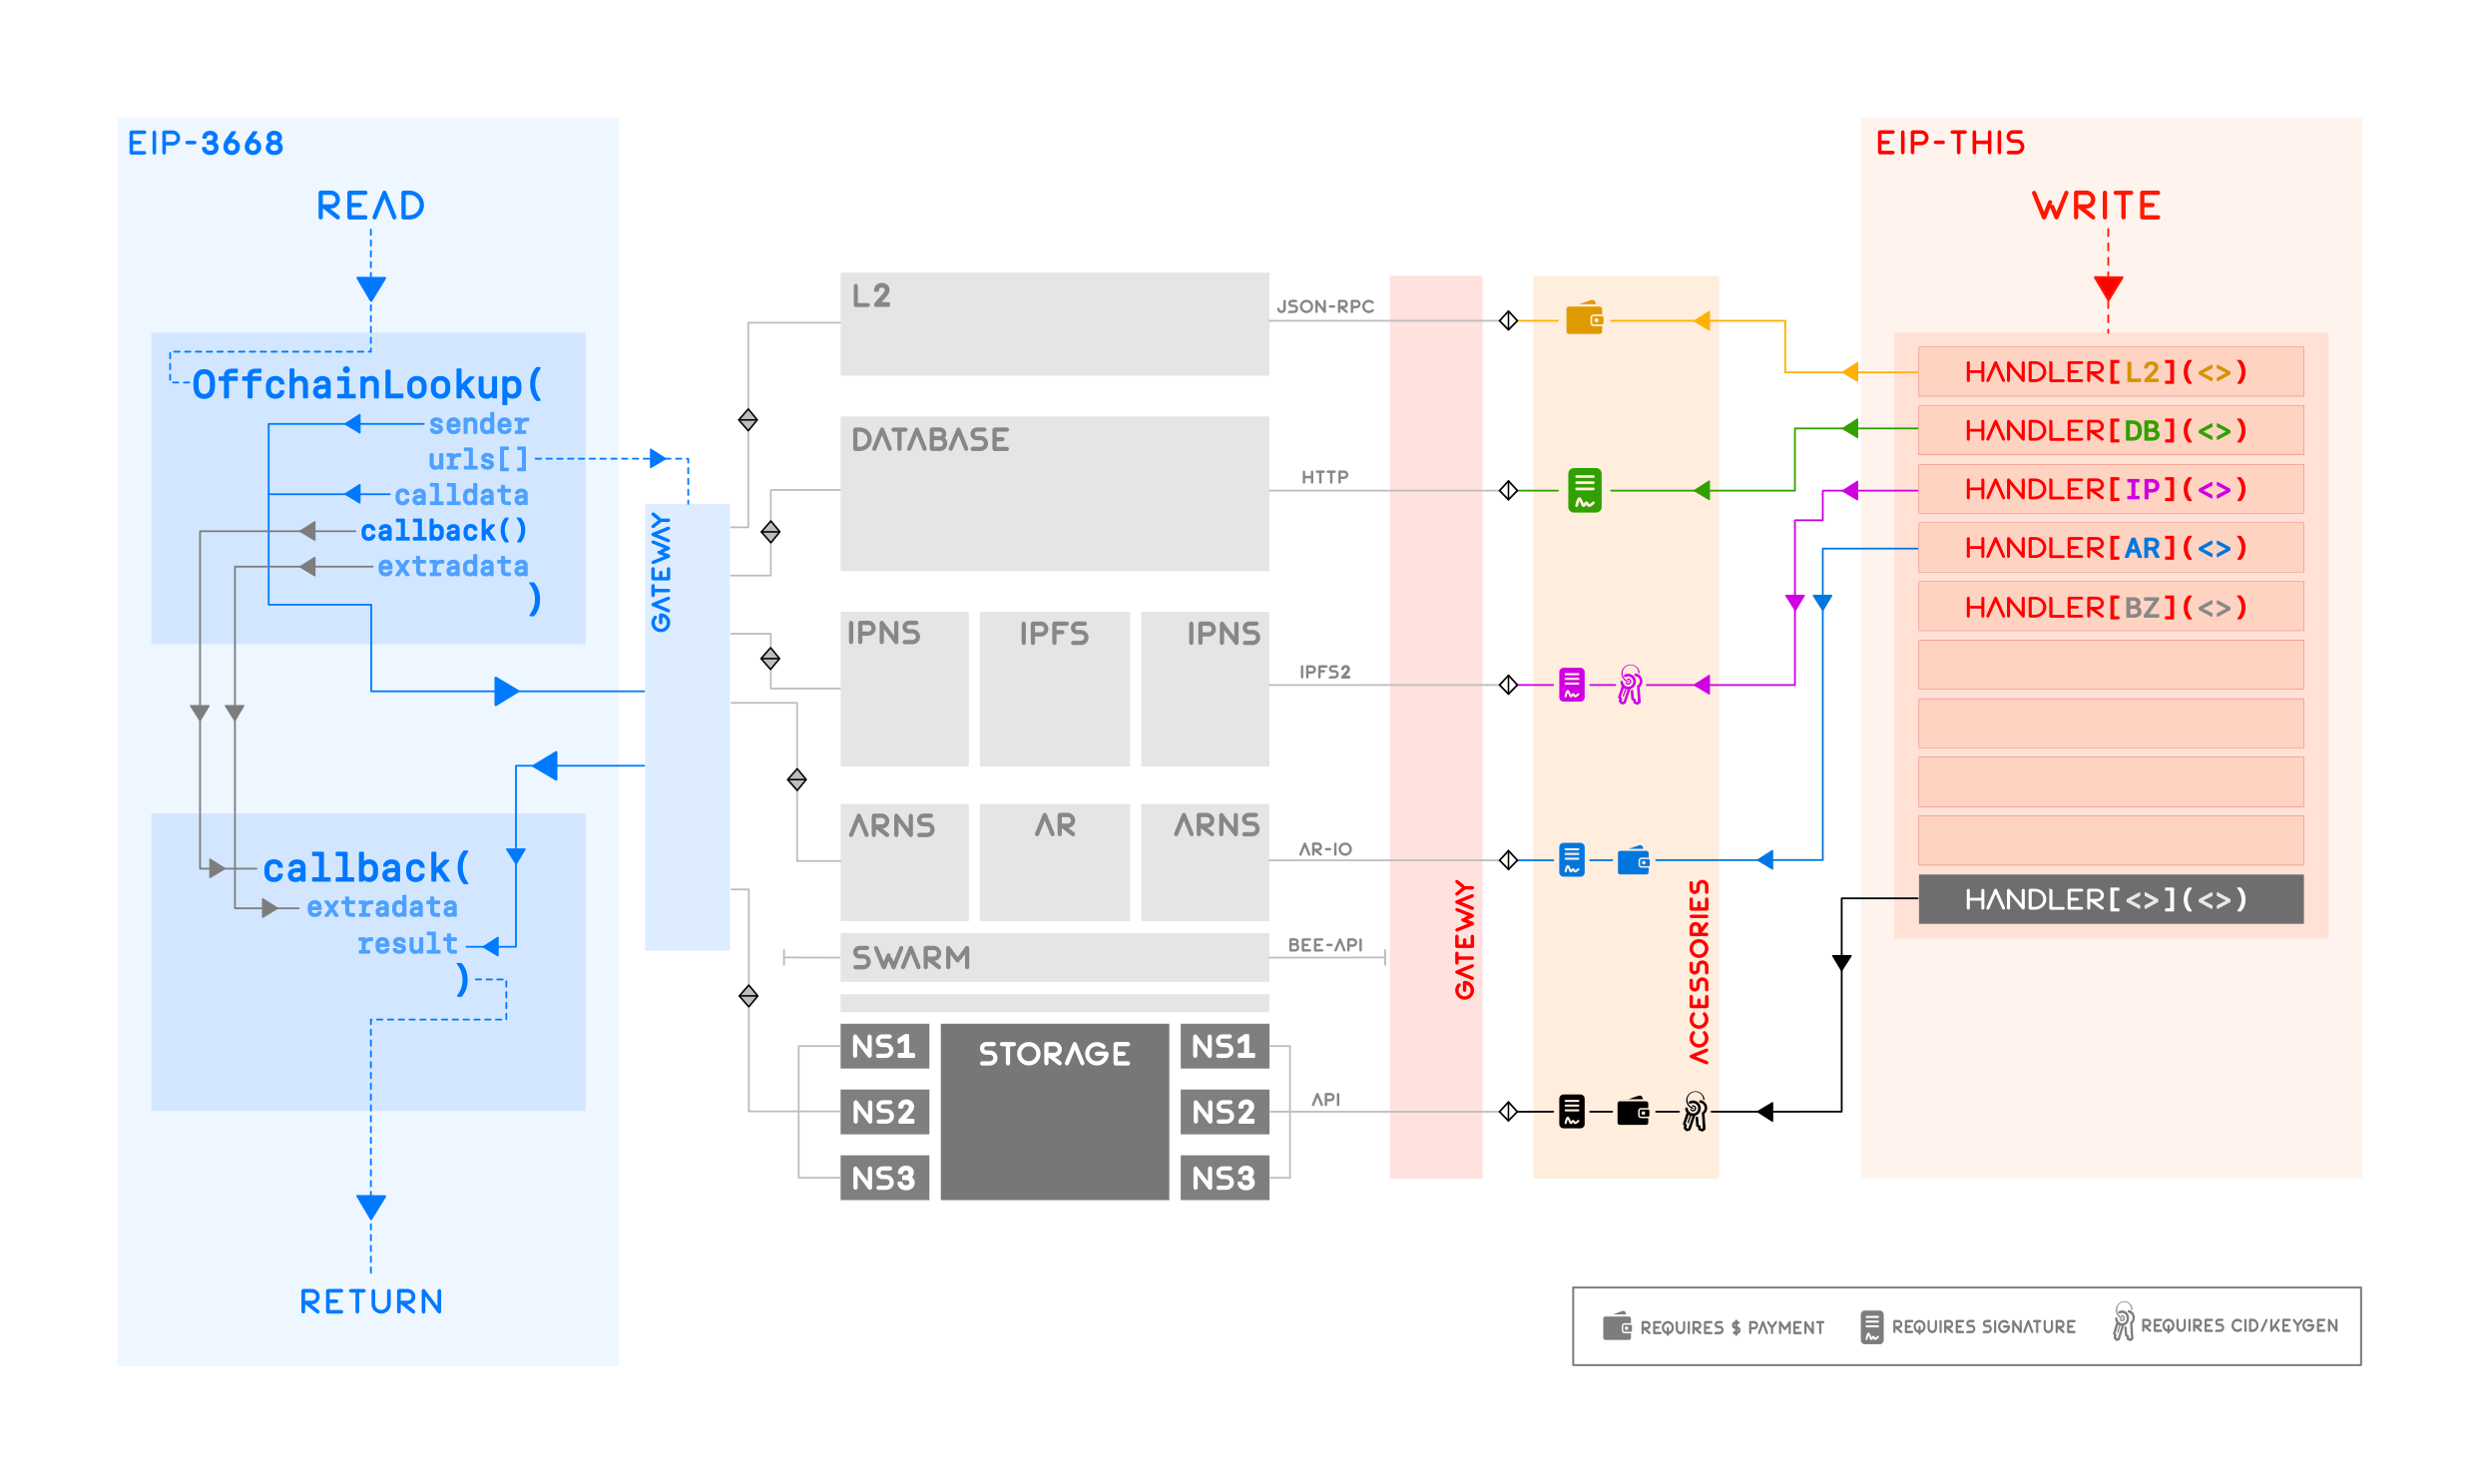 EIP-3668
READ
OffchainLookup(
sender
urls[]
calldata
callback()
extradata
)
callback(
extradata
result
)
RETURN
GATEWAY
L2
DATABASE
IPNS
IPFS
IPNS
ARNS
AR
ARNS
SWARM
NS1
NS2
NS3
STORAGE
NS1
NS2
NS3
JSON-RPC
HTTP
IPFS2
AR-IO
BEE-API
API
GATEWAY
ACCESSORIES
EIP-THIS
WRITE
HANDLER[L2](<>)
HANDLER[DB](<>)
HANDLER[IP](<>)
HANDLER[AR](<>)
HANDLER[BZ](<>)
HANDLER[<>](<>)
REQUIRES $ PAYMENT
REQUIRES SIGNATURE
REQUIRES CID/KEYGEN